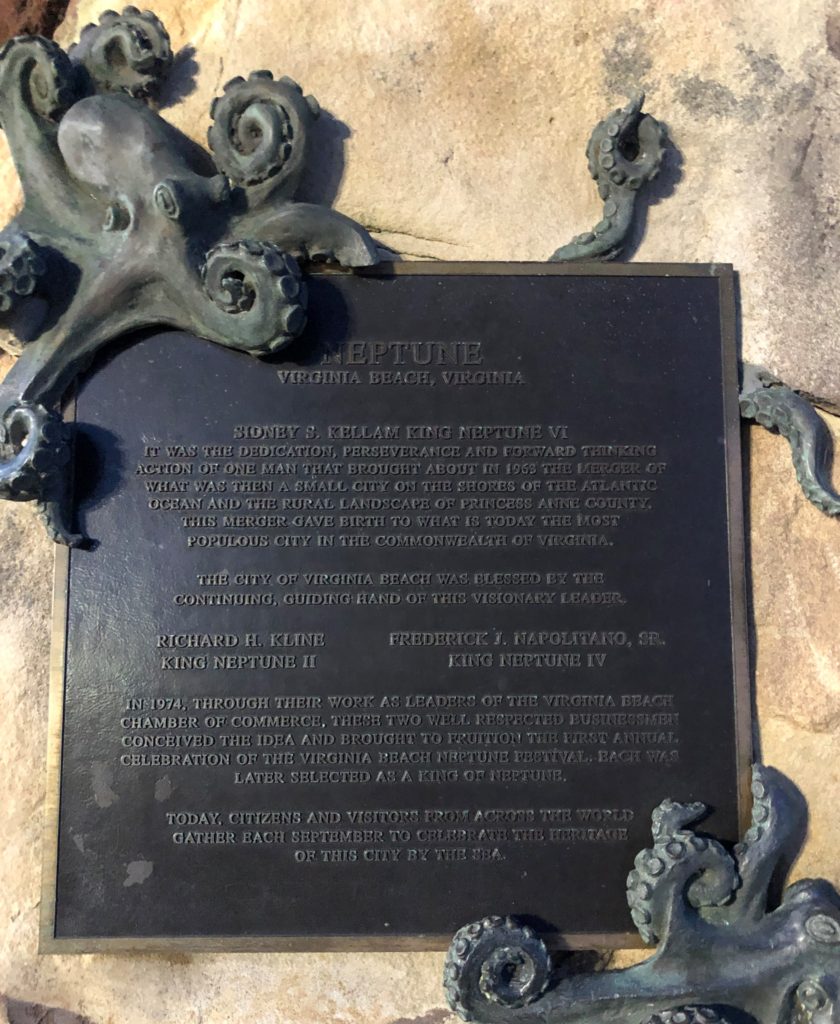 NEPTUNE
VIRGINIA BEACH, VIRGINIA
SIDNEY S. KELLAM KING NEPTUNE VI
IT WAS THE DEDICATION, PERSEVERANCE AND FORWARD THINKING
ACTION OF ONE MAN THAT BROUGHT ABOUT IN 1963 THE MERGER OF
WHAT WAS THEN A SMALL CITY ON THE SHORES OF THE ATLANTIC
OCEAN AND THE RURAL LANDSCAPE OF PRINCESS ANNE COUNTY.
THIS MERGER GAVE BIRTH TO WHAT IS TODAY THE MOST
POPULOUS CITY IN THE COMMONWEALTH OF VIRGINIA.
THE CITY OF VIRGINIA BEACH WAS BLESSED BY THE
CONTINUING, GUIDING HAND OF THIS VISIONARY LEADER.
RICHARD H. KLINE FREDERICK J. NAPOLITANO, SR.
KING NEPTUNE II KING NEPTUNE IV
IN 1974, THROUGH THEIR WORK AS LEADERS OF THE VIRGINIA BEACH
CHAMBER OF COMMERCE, THESE TWO WELL RESPECTED BUSINESSMEN
CONCEIVED THE IDEA AND BROUGHT TO FRUITION THE FIRST ANNUAL
CELEBRATION OF THE VIRGINIA BEACH NEPTUNE FESTIVAL. EACH WAS
LATER SELECTED AS A KING OF NEPTUNE.
TODAY, CITIZENS AND VISITORS FROM ACROSS THE WORLD
GATHER EACH SEPTEMBER TO CELEBRATE THE HERITAGE
OF THIS CITY BY THE SEA.